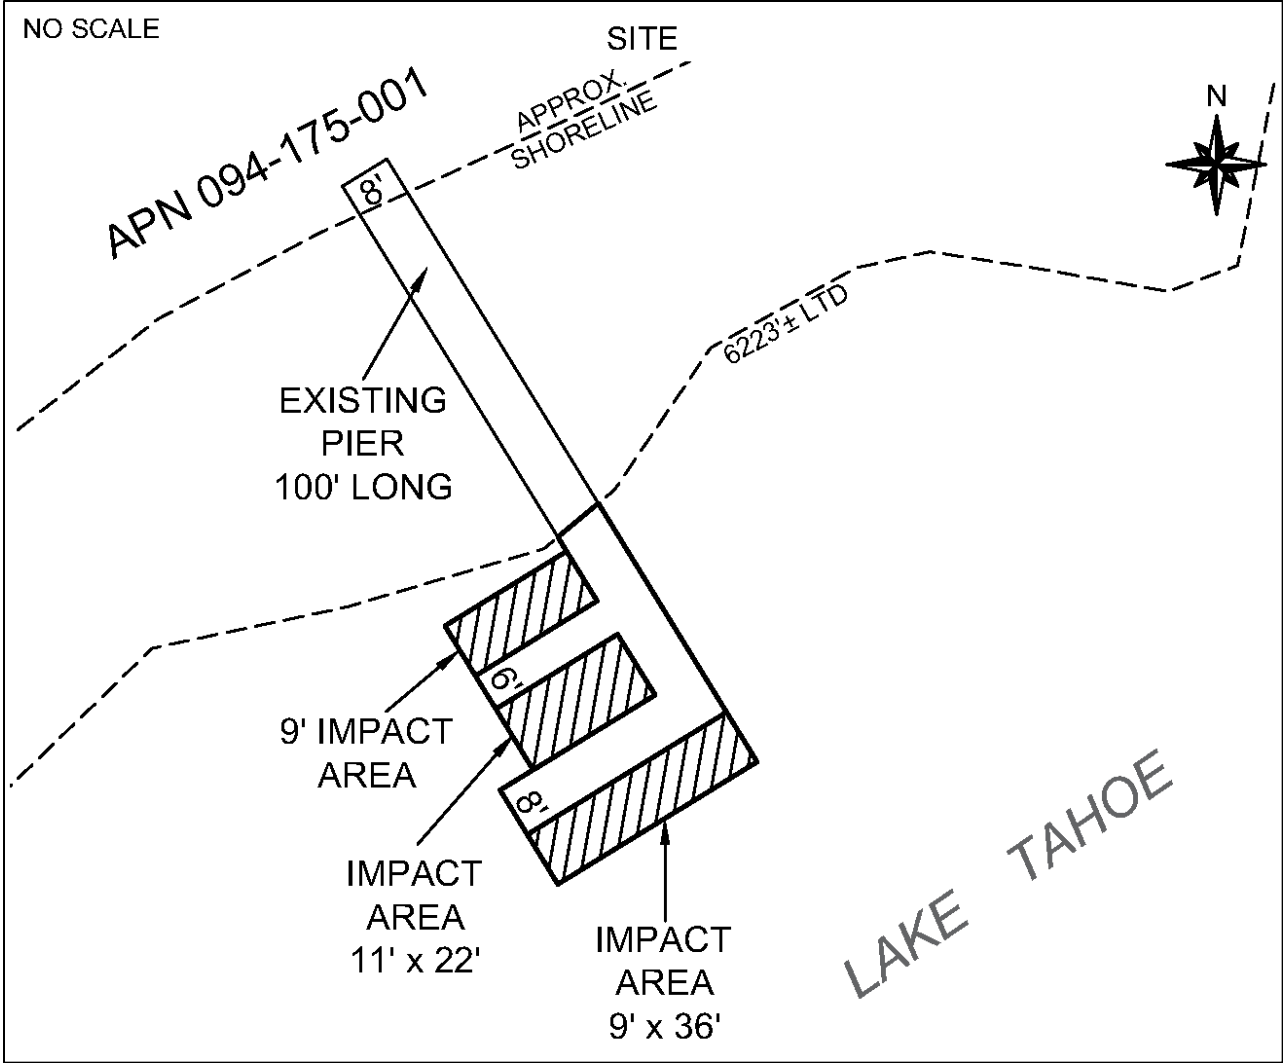 NO SCALE
SITE
APN 094-175-001
APPROX.
SHORELINE
N
8'
6223'± LTD
EXISTING
PIER
100' LONG
6'
9' IMPACT
AREA
8'
IMPACT
AREA
11' x 22'
IMPACT
AREA
9' x 36'
LAKE TAHOE